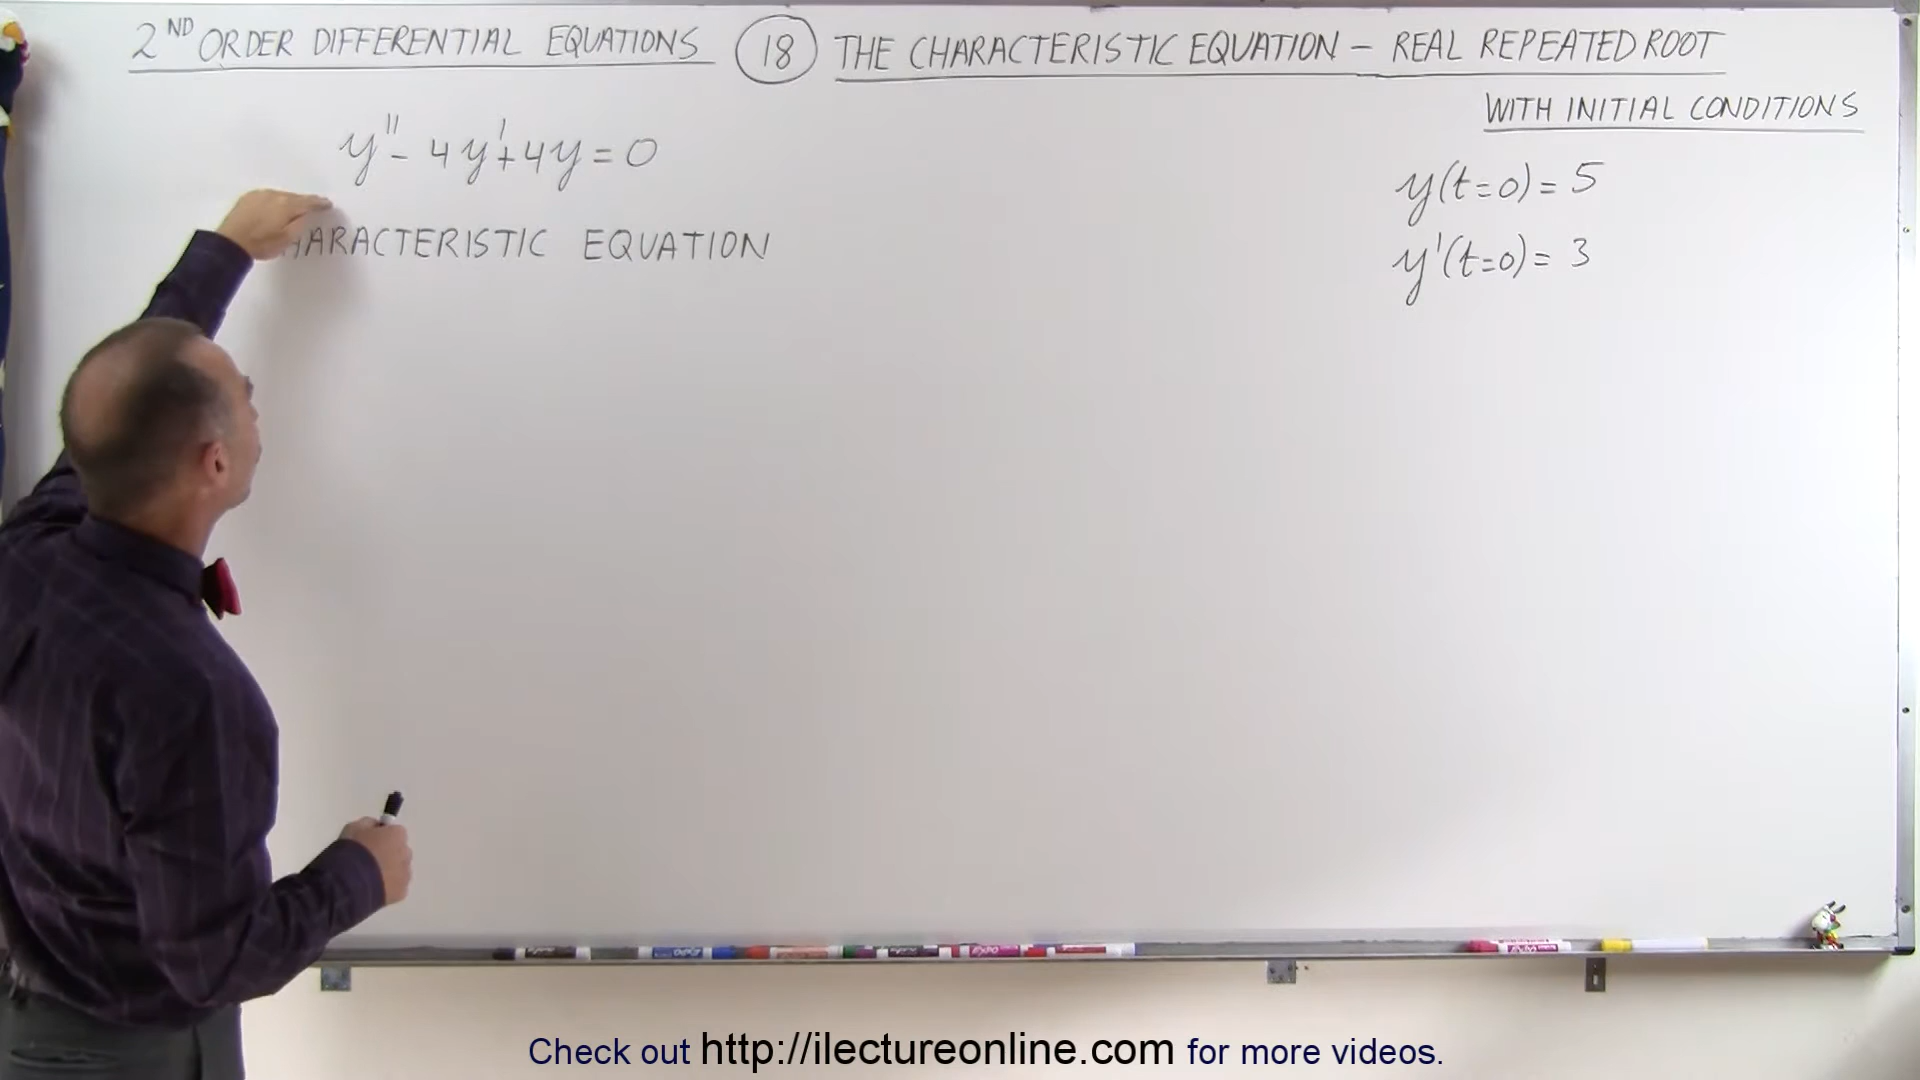 2ND ORDER DIFFERENTIAL EQUATIONS 18 THE CHARACTERISTIC EQUATION – REAL REPEATED ROOT
WITH INITIAL CONDITIONS
y'' - 4y' + 4y = 0
y(t=0) = 5
HARACTERISTIC EQUATION
y'(t=0) = 3
Check out http://ilectureonline.com for more videos.